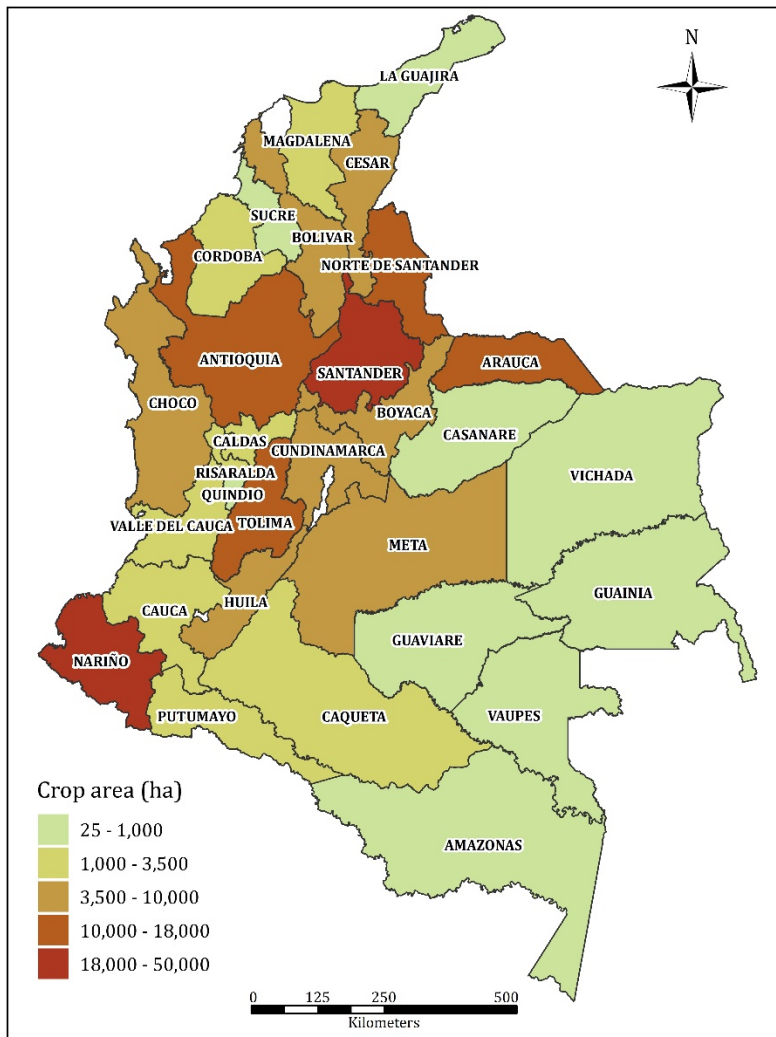 N
LA GUAJIRA
MAGDALENA
CESAR
SUCRE
BOLIVAR
CORDOBA
NORTE DE SANTANDER
ANTIOQUIA
ARAUCA
SANTANDER
CHOCO
BOYACA
CASANARE
CALDAS
CUNDINAMARCA
RISARALDA
VICHADA
QUINDIO
VALLE DEL CAUCA
TOLIMA
META
GUAINIA
HUILA
CAUCA
GUAVIARE
NARIÑO
PUTUMAYO
CAQUETA
VAUPES
AMAZONAS
Crop area (ha)
25 - 1,000
1,000 - 3,500
3,500 - 10,000
10,000 - 18,000
18,000 - 50,000
0 125 250 500
Kilometers